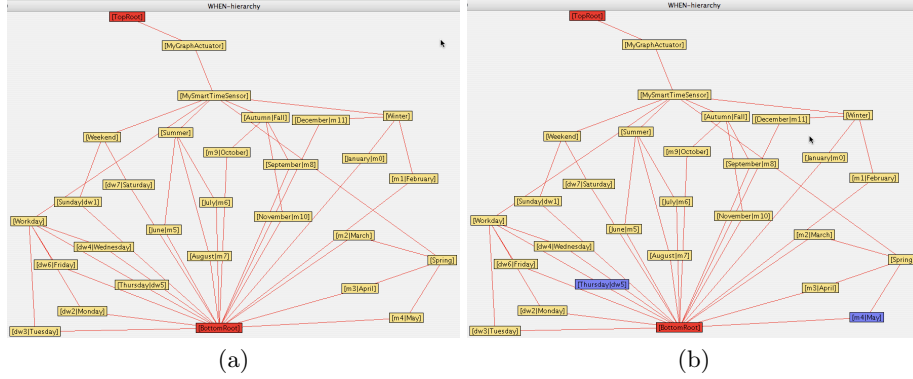 WHEN-hierarchy
[TopRoot]
[MyGraphActuator]
[MySmartTimeSensor]
[Autumn|Fall]
[December|m11]
[Winter]
[Weekend]
[Summer]
[m9|October]
[January|m0]
[September|m8]
[m1|February]
[dw7|Saturday]
[Sunday|dw1]
[July|m6]
[Workday]
[June|m5]
[November|m10]
[m2|March]
[dw4|Wednesday]
[August|m7]
[Spring]
[dw6|Friday]
[Thursday|dw5]
[m3|April]
[dw2|Monday]
[m4|May]
[dw3|Tuesday]
[BottomRoot]
(a)
WHEN-hierarchy
[TopRoot]
[MyGraphActuator]
[MySmartTimeSensor]
[Autumn|Fall]
[December|m11]
[Winter]
[Weekend]
[Summer]
[m9|October]
[January|m0]
[September|m8]
[m1|February]
[dw7|Saturday]
[Sunday|dw1]
[July|m6]
[Workday]
[June|m5]
[November|m10]
[m2|March]
[dw4|Wednesday]
[August|m7]
[Spring]
[dw6|Friday]
[Thursday|dw5]
[m3|April]
[dw2|Monday]
[m4|May]
[dw3|Tuesday]
[BottomRoot]
(b)